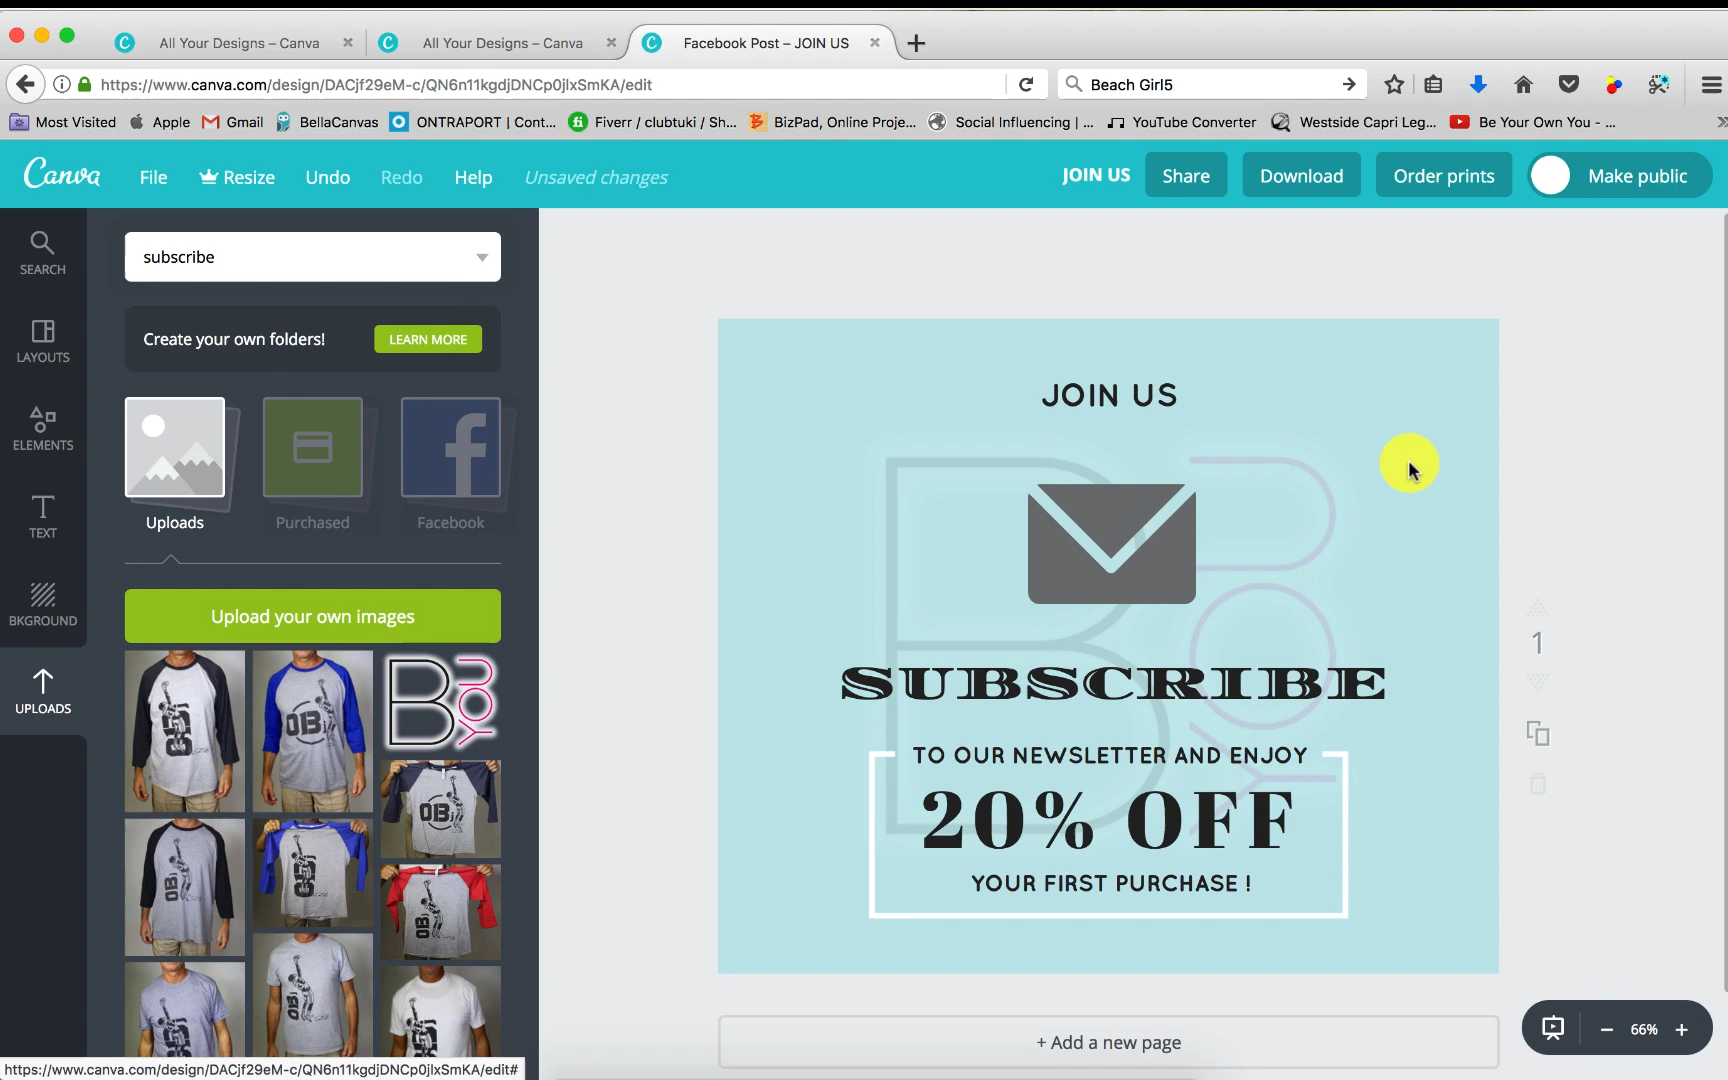 All Your Designs – Canva
All Your Designs – Canva
Facebook Post – JOIN US
https://www.canva.com/design/DACjf29eM-c/QN6n11kgdjDNCp0jlxSmKA/edit
Beach Girl5
Most Visited
Apple
Gmail
BellaCanvas
ONTRAPORT | Cont...
Fiverr / clubtuki / Sh...
BizPad, Online Proje...
Social Influencing | ...
YouTube Converter
Westside Capri Leg...
Be Your Own You - ...
Canva
File
Resize
Undo
Redo
Help
Unsaved changes
JOIN US
Share
Download
Order prints
Make public
SEARCH
LAYOUTS
ELEMENTS
TEXT
BKGROUND
UPLOADS
subscribe
Create your own folders!
LEARN MORE
Uploads
Purchased
Facebook
Upload your own images
BYOY
JOIN US
SUBSCRIBE
TO OUR NEWSLETTER AND ENJOY
20% OFF
YOUR FIRST PURCHASE !
1
+ Add a new page
66%
https://www.canva.com/design/DACjf29eM-c/QN6n11kgdjDNCp0jlxSmKA/edit#